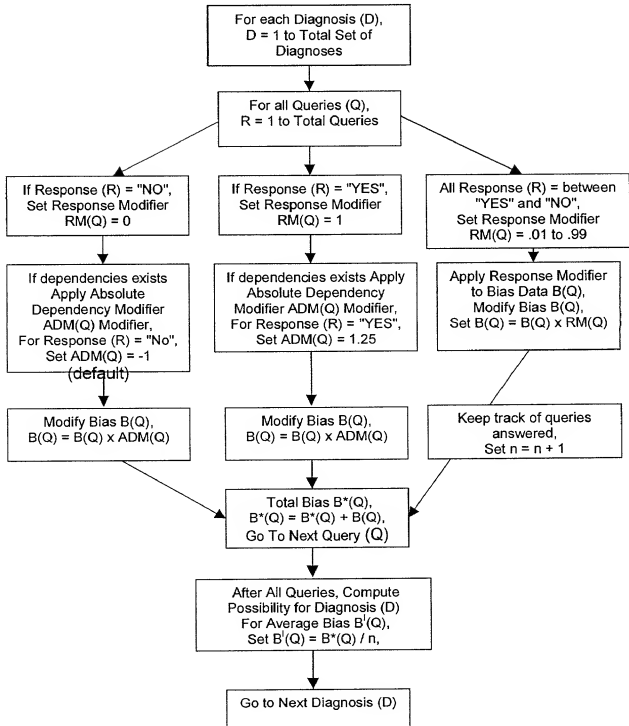 For each Diagnosis (D),
D = 1 to Total Set of
Diagnoses
For all Queries (Q),
R = 1 to Total Queries
If Response (R) = "NO",
Set Response Modifier
RM(Q) = 0
If Response (R) = "YES",
Set Response Modifier
RM(Q) = 1
All Response (R) = between
"YES" and "NO",
Set Response Modifier
RM(Q) = .01 to .99
If dependencies exists
Apply Absolute
Dependency Modifier
ADM(Q) Modifier,
For Response (R) = "No",
Set ADM(Q) = -1
(default)
If dependencies exists Apply
Absolute Dependency
Modifier ADM(Q) Modifier,
For Response (R) = "YES",
Set ADM(Q) = 1.25
Apply Response Modifier
to Bias Data B(Q),
Modify Bias B(Q),
Set B(Q) = B(Q) x RM(Q)
Modify Bias B(Q),
B(Q) = B(Q) x ADM(Q)
Modify Bias B(Q),
B(Q) = B(Q) x ADM(Q)
Keep track of queries
answered,
Set n = n + 1
Total Bias B*(Q),
B*(Q) = B*(Q) + B(Q),
Go To Next Query (Q)
After All Queries, Compute
Possibility for Diagnosis (D)
For Average Bias B¹(Q),
Set B¹(Q) = B*(Q) / n,
Go to Next Diagnosis (D)